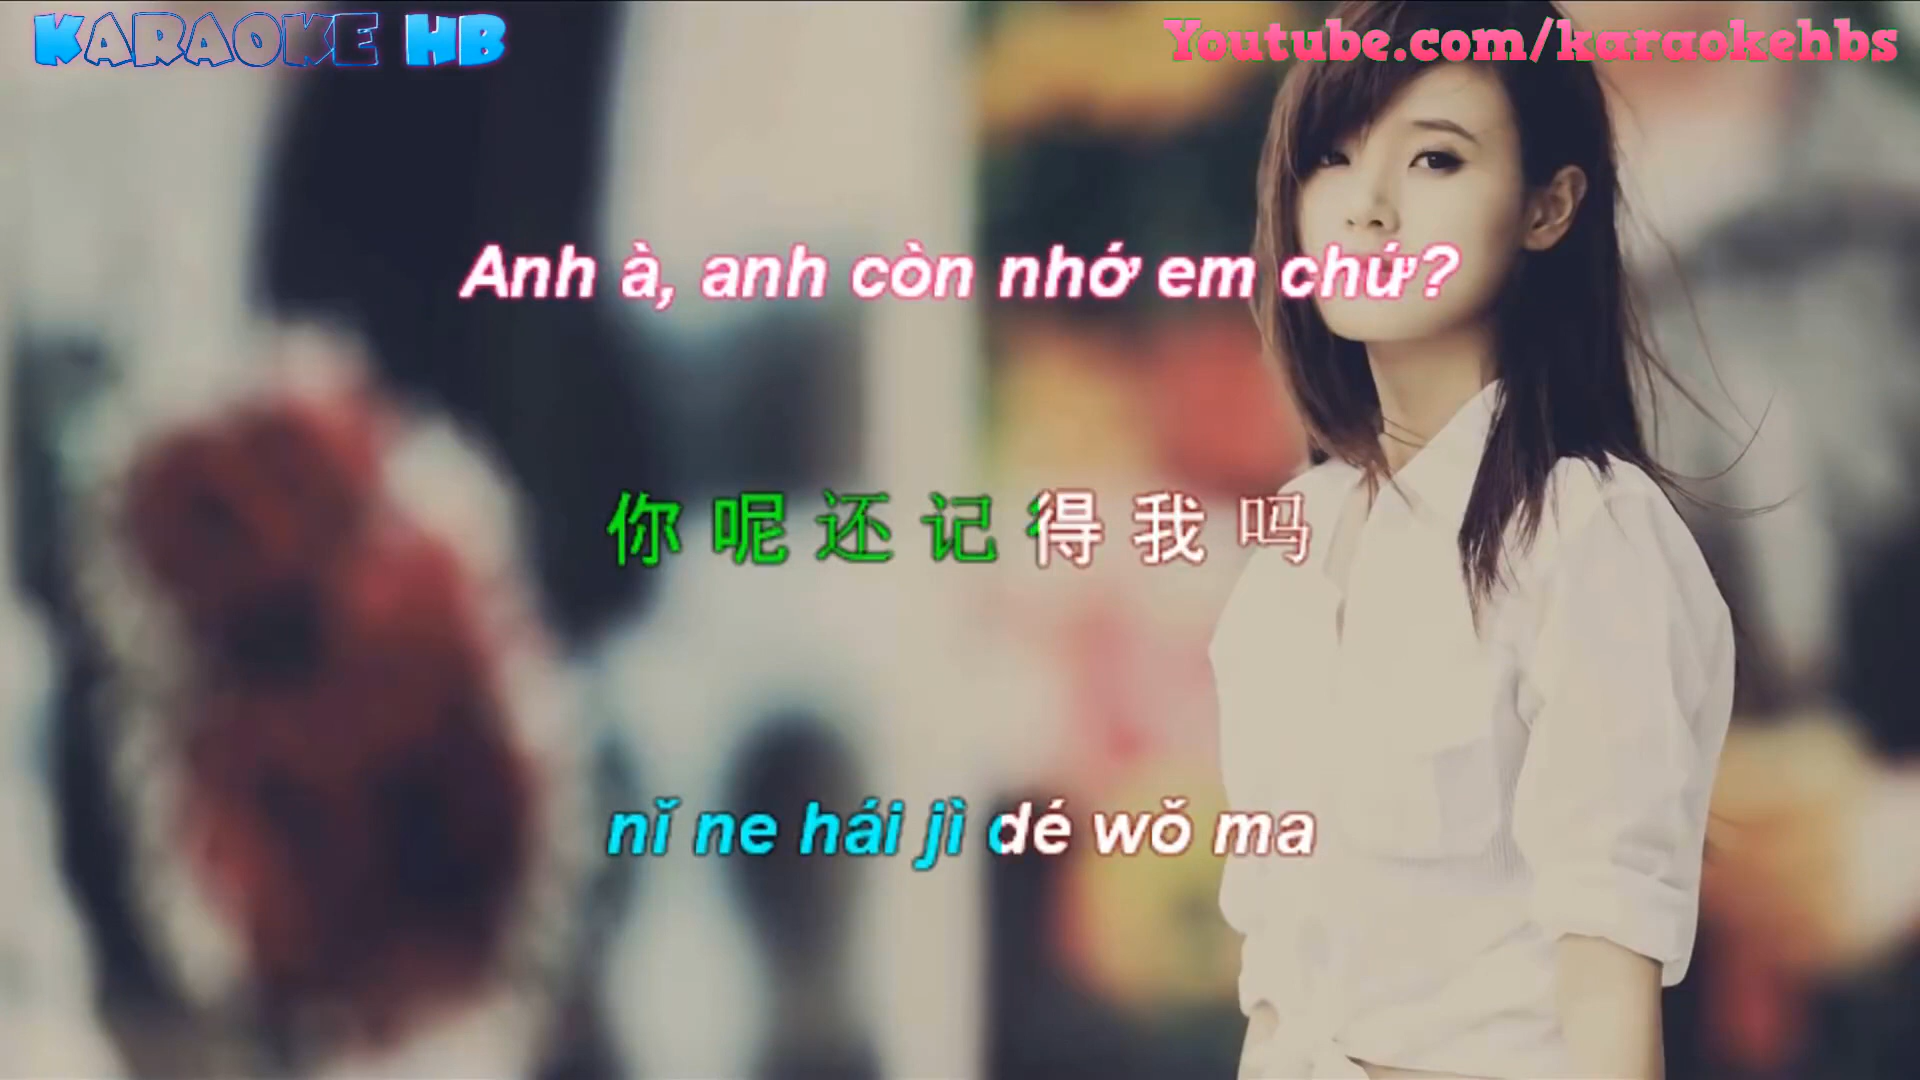 KARAOKE HB
Youtube.com/karaokehbs
Anh à, anh còn nhớ em chứ?
你呢还记得我吗
nǐ ne hái jì dé wǒ ma